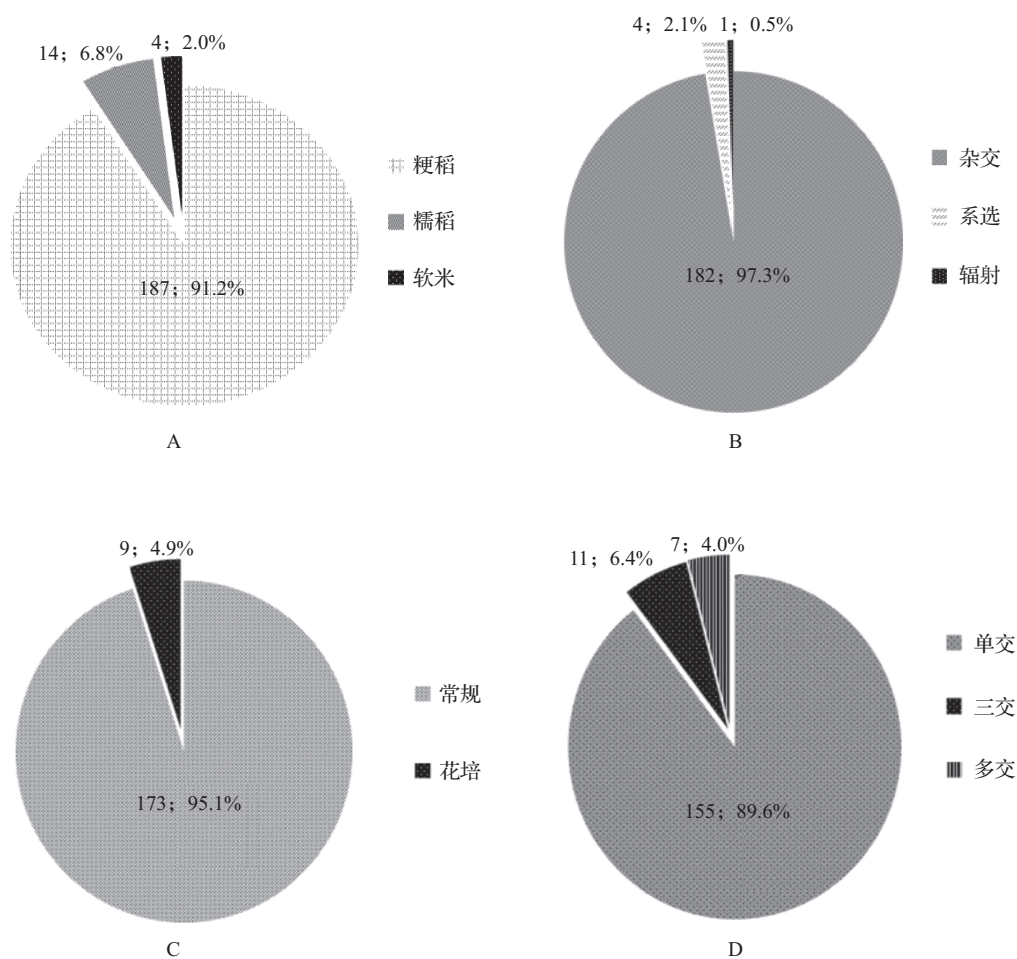 14；6.8%
4；2.0%
187；91.2%
粳稻
糯稻
软米
A
4；2.1%
1；0.5%
182；97.3%
杂交
系选
辐射
B
9；4.9%
173；95.1%
常规
花培
C
11；6.4%
7；4.0%
155；89.6%
单交
三交
多交
D